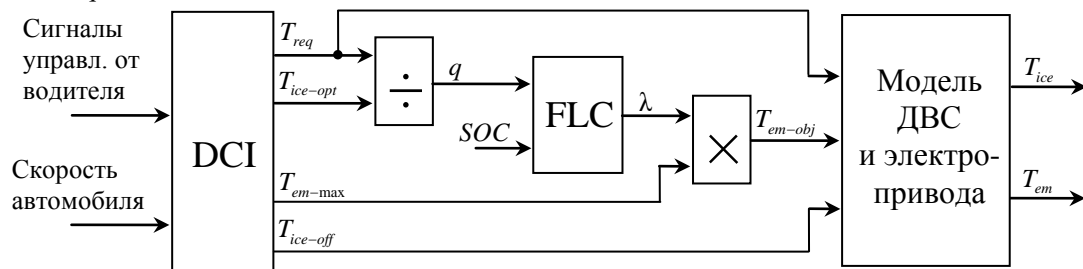 Сигналы
управл. от
водителя
Скорость
автомобиля
DCI
T_req
T_ice-opt
T_em-max
T_ice-off
÷
q
SOC
FLC
λ
×
T_em-obj
Модель
ДВС
и электро-
привода
T_ice
T_em